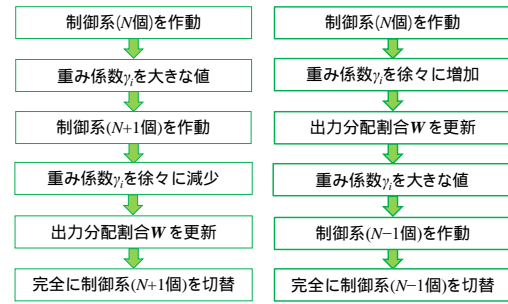 制御系(N個)を作動
重み係数γiを大きな値
制御系(N+1個)を作動
重み係数γiを徐々に減少
出力分配割合Wを更新
完全に制御系(N+1個)を切替
制御系(N個)を作動
重み係数γiを徐々に増加
出力分配割合Wを更新
重み係数γiを大きな値
制御系(N−1個)を作動
完全に制御系(N−1個)を切替